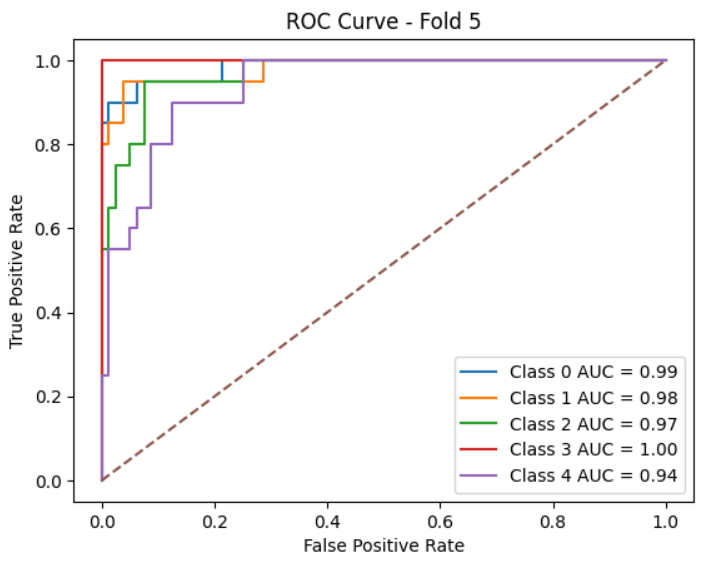 ROC Curve - Fold 5
True Positive Rate
1.0
0.8
0.6
0.4
0.2
0.0
Class 0 AUC = 0.99
Class 1 AUC = 0.98
Class 2 AUC = 0.97
Class 3 AUC = 1.00
Class 4 AUC = 0.94
0.0 0.2 0.4 0.6 0.8 1.0
False Positive Rate